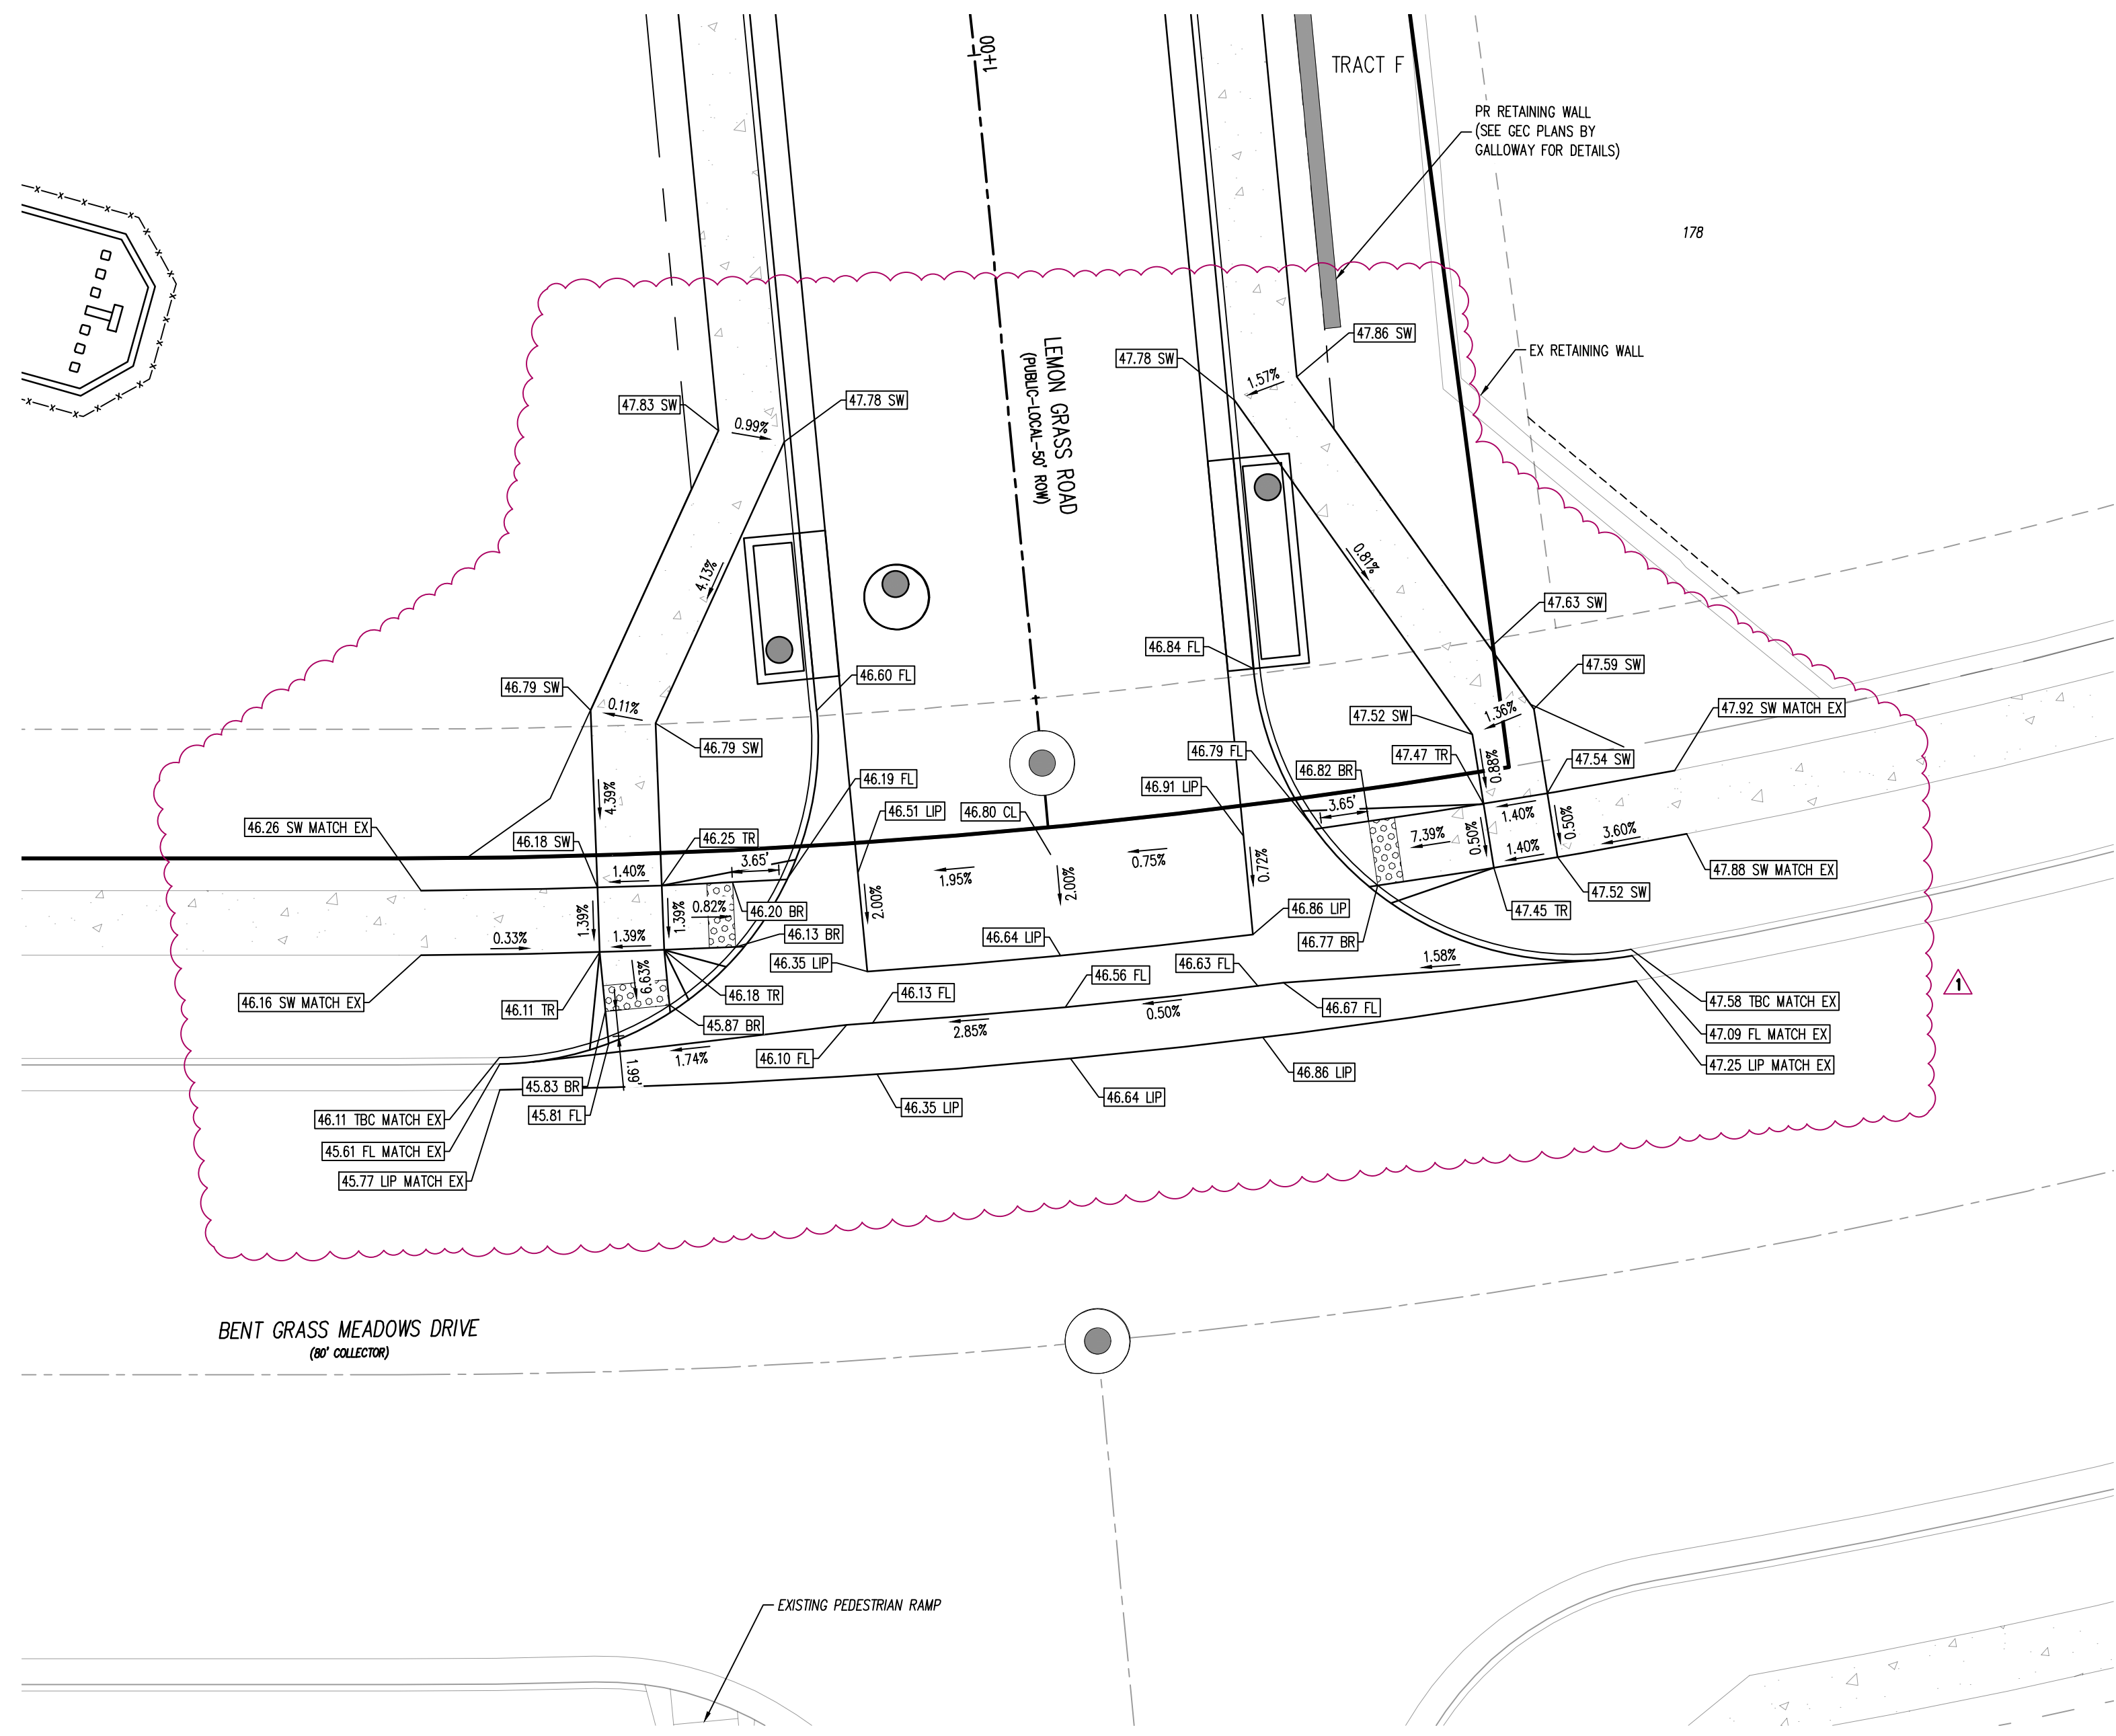 1+00
TRACT F
PR RETAINING WALL
(SEE GEC PLANS BY
GALLOWAY FOR DETAILS)
178
LEMON GRASS ROAD
(PUBLIC-LOCAL-50' ROW)
47.86 SW
47.78 SW
EX RETAINING WALL
1.57%
47.83 SW
47.78 SW
0.99%
4.13%
0.81%
47.63 SW
46.84 FL
47.59 SW
46.60 FL
46.79 SW
0.11%
47.92 SW MATCH EX
1.36%
47.52 SW
46.79 SW
46.79 FL
47.47 TR
47.54 SW
0.88%
46.82 BR
46.19 FL
46.91 LIP
4.39%
3.65'
46.51 LIP
46.80 CL
1.40%
0.50%
46.26 SW MATCH EX
46.18 SW
46.25 TR
7.39%
0.50%
3.60%
1.40%
3.65'
0.75%
0.72%
47.88 SW MATCH EX
1.40%
1.95%
2.00%
2.00%
47.52 SW
1.39%
1.39%
0.82%
46.20 BR
46.86 LIP
47.45 TR
0.33%
1.39%
46.13 BR
46.64 LIP
46.77 BR
46.35 LIP
46.63 FL
1.58%
46.56 FL
6.63%
46.16 SW MATCH EX
46.11 TR
46.18 TR
46.13 FL
46.67 FL
47.58 TBC MATCH EX
1
0.50%
45.87 BR
2.85%
47.09 FL MATCH EX
1.74%
46.10 FL
47.25 LIP MATCH EX
46.86 LIP
1.99'
45.83 BR
45.81 FL
46.35 LIP
46.64 LIP
46.11 TBC MATCH EX
45.61 FL MATCH EX
45.77 LIP MATCH EX
BENT GRASS MEADOWS DRIVE
(80' COLLECTOR)
EXISTING PEDESTRIAN RAMP